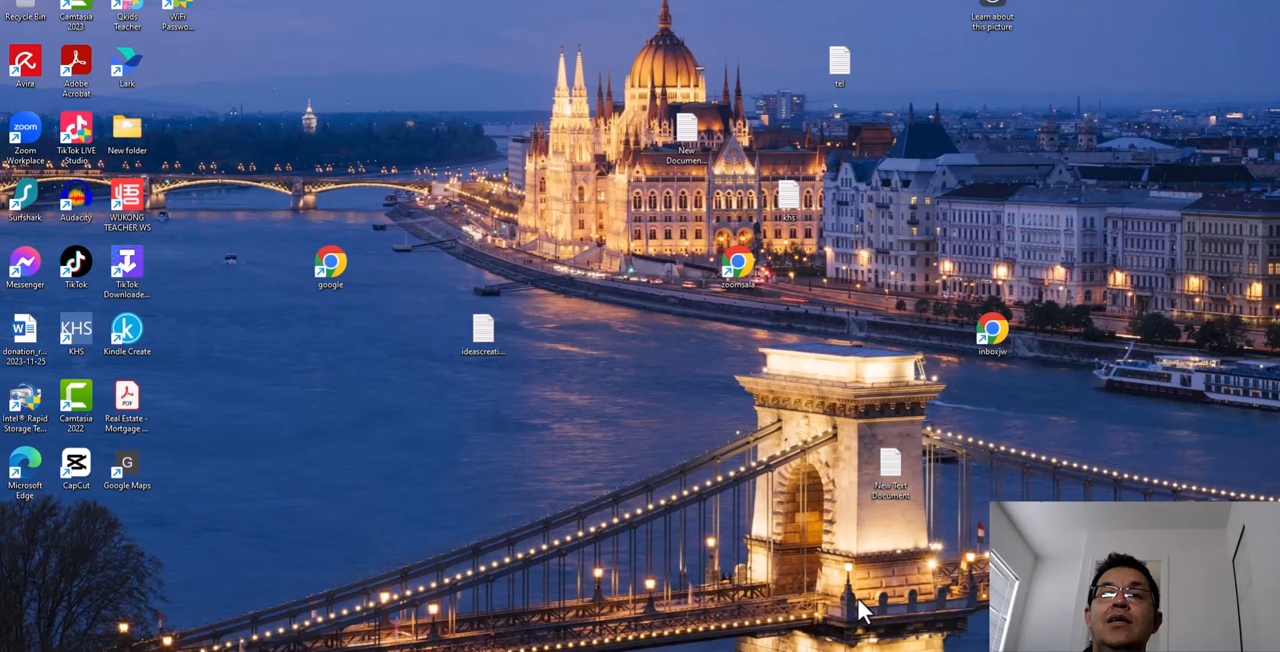 Recycle Bin
Camtasia
2023
Qkids
Teacher
WiFi
Passwo...
Learn about
this picture
Avira
Adobe
Acrobat
Lark
tel
zoom
Zoom
Workplace
TikTok LIVE
Studio
New folder
New
Documen...
Surfshark
Audacity
WUKONG
TEACHER WS
khs
Messenger
TikTok
TikTok
Downloade...
google
zoomsala
W
donation_r...
2023-11-25
KHS
KHS
k
Kindle Create
ideascreati...
inboxjw
Intel® Rapid
Storage Te...
Camtasia
2022
PDF
Real Estate -
Mortgage ...
Microsoft
Edge
CapCut
G
Google Maps
New Text
Document